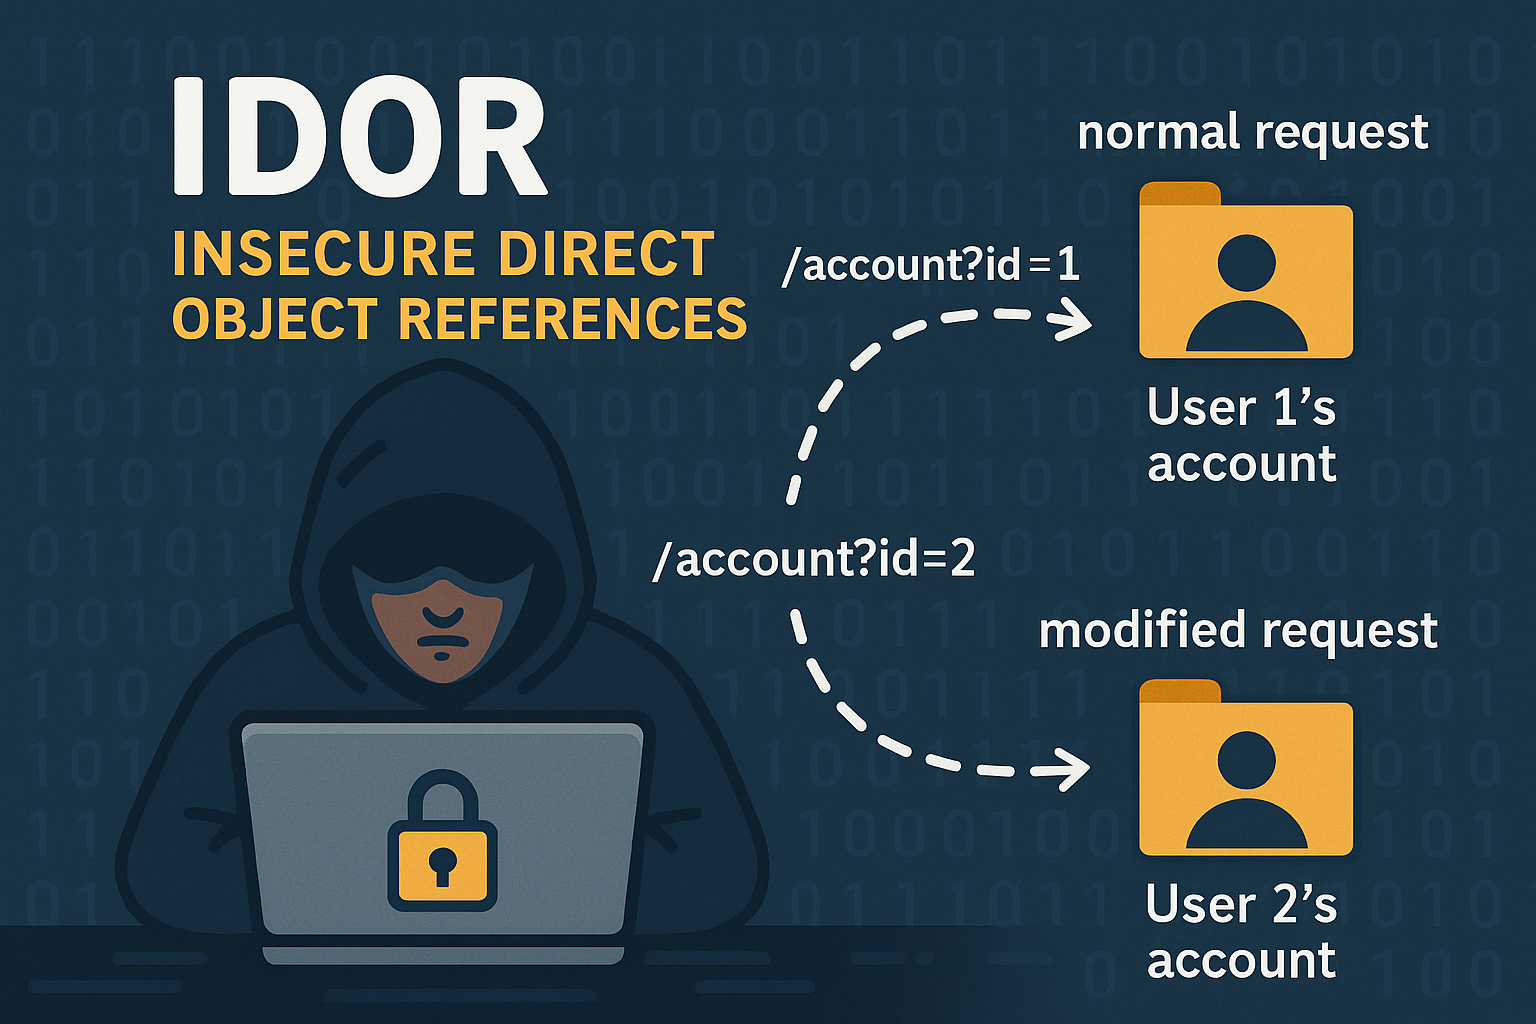 IDOR
INSECURE DIRECT
OBJECT REFERENCES
normal request
/account?id=1
User 1's
account
/account?id=2
modified request
User 2's
account